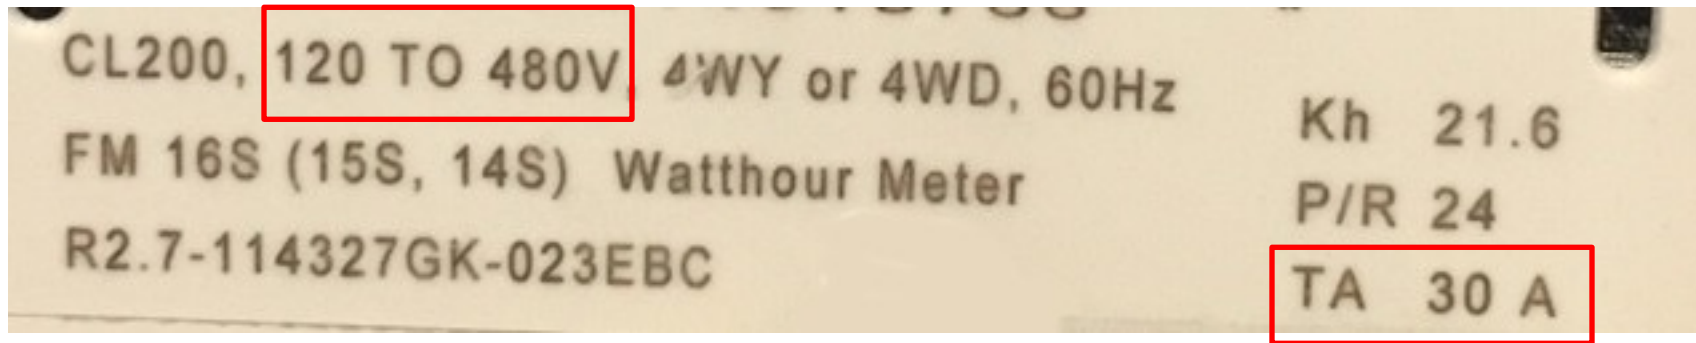 CL200, 120 TO 480V, 4WY or 4WD, 60Hz
Kh 21.6
FM 16S (15S, 14S) Watthour Meter
P/R 24
R2.7-114327GK-023EBC
TA 30 A